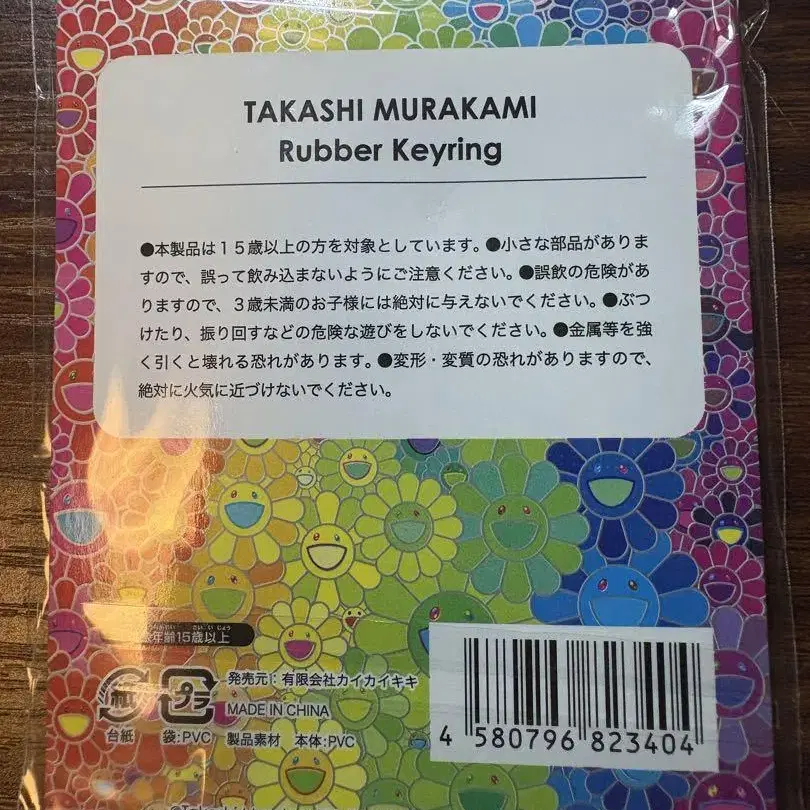 TAKASHI MURAKAMI
Rubber Keyring
●本製品は15歳以上の方を対象としています。●小さな部品がありま
すので、誤って飲み込まないようにご注意ください。●誤飲の危険があ
りますので、3歳未満のお子様には絶対に与えないでください。●ぶつ
けたり、振り回すなどの危険な遊びをしないでください。●金属等を強
く引くと壊れる恐れがあります。●変形・変質の恐れがありますので、
絶対に火気に近づけないでください。
年齢15歳以上
発売元: 有限会社カイカイキキ
紙 プラ MADE IN CHINA
台紙 袋:PVC 製品素材 本体:PVC
4 580796 823404